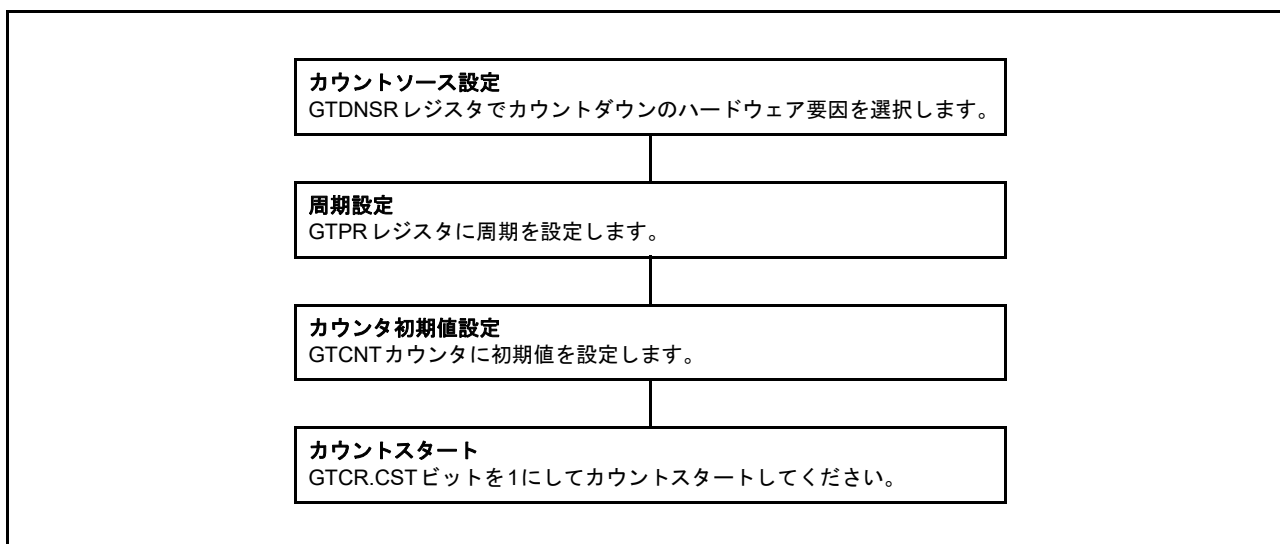 カウントソース設定
GTDNSRレジスタでカウントダウンのハードウェア要因を選択します。
周期設定
GTPRレジスタに周期を設定します。
カウンタ初期値設定
GTCNTカウンタに初期値を設定します。
カウントスタート
GTCR.CSTビットを1にしてカウントスタートしてください。